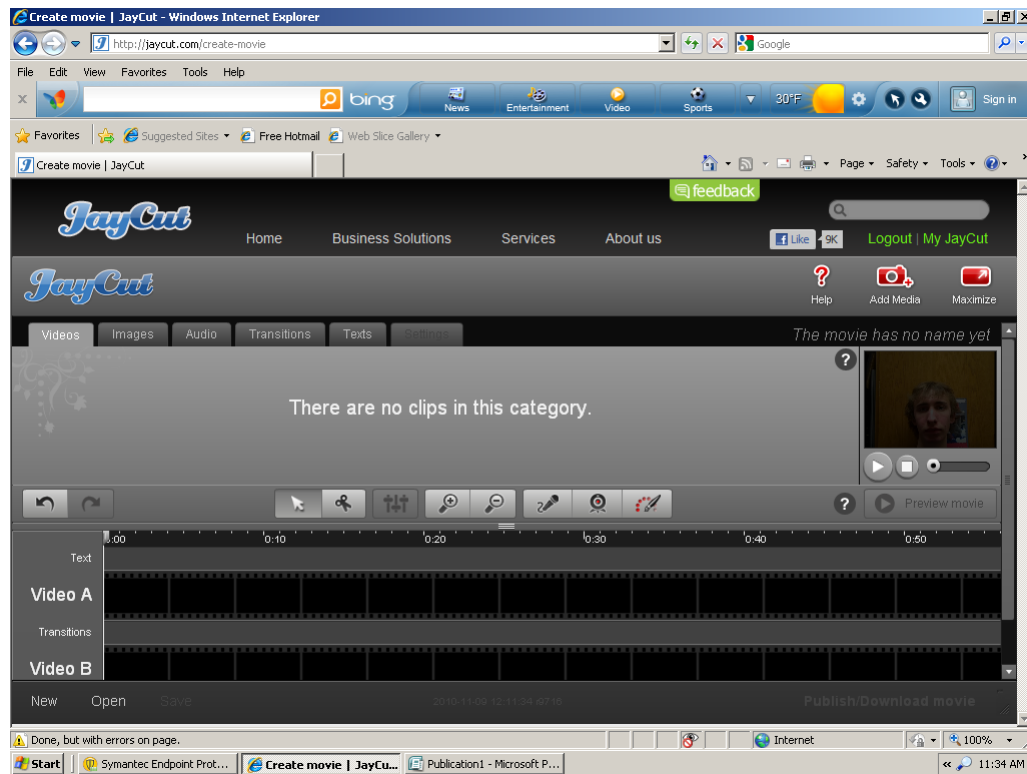 Create movie | JayCut - Windows Internet Explorer
http://jaycut.com/create-movie
Google
File Edit View Favorites Tools Help
bing News Entertainment Video Sports 30°F Sign in
Favorites Suggested Sites Free Hotmail Web Slice Gallery
Create movie | JayCut Page Safety Tools
feedback
JayCut
Home Business Solutions Services About us Like 9K Logout | My JayCut
JayCut
Help Add Media Maximize
Videos Images Audio Transitions Texts Settings The movie has no name yet
There are no clips in this category.
Preview movie
0:00 0:10 0:20 0:30 0:40 0:50
Text
Video A
Transitions
Video B
New Open Save Publish/Download movie
Done, but with errors on page. Internet 100%
Start Symantec Endpoint Prot... Create movie | JayCu... Publication1 - Microsoft P... 11:34 AM